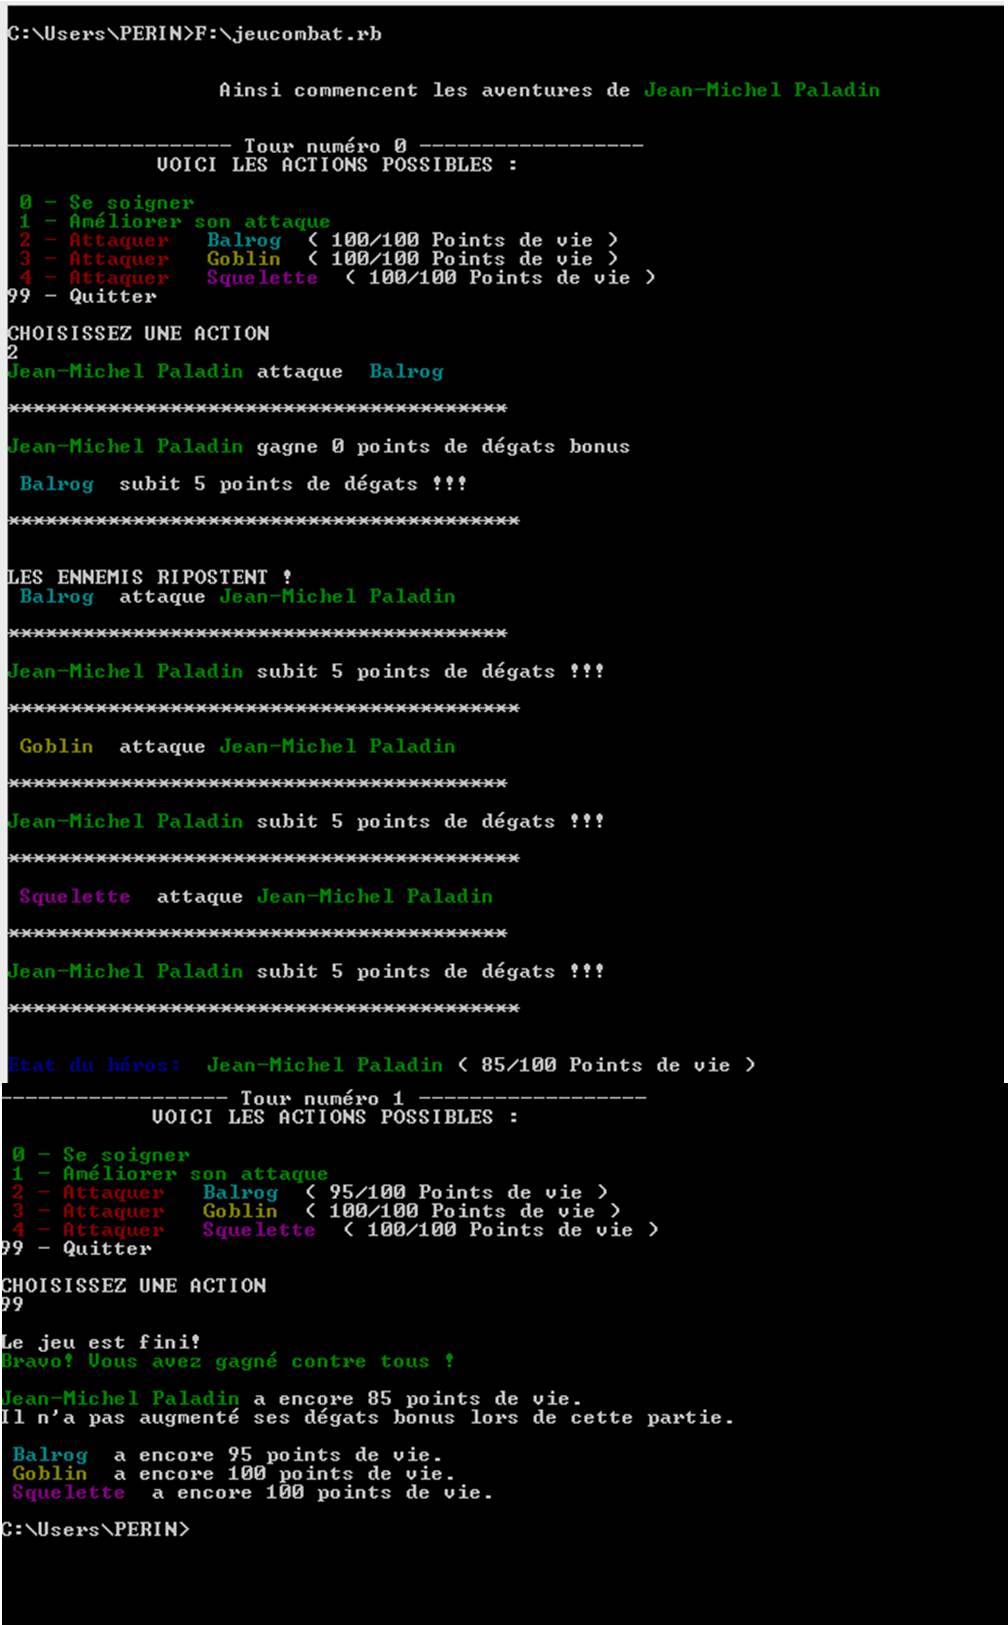 C:\Users\PERIN>F:\jeucombat.rb
Ainsi commencent les aventures de Jean-Michel Paladin
------------------ Tour numéro 0 ------------------
VOICI LES ACTIONS POSSIBLES :
0 - Se soigner
1 - Améliorer son attaque
2 - Attaquer Balrog ( 100/100 Points de vie )
3 - Attaquer Goblin ( 100/100 Points de vie )
4 - Attaquer Squelette ( 100/100 Points de vie )
99 - Quitter
CHOISISSEZ UNE ACTION
2
Jean-Michel Paladin attaque Balrog
****************************************
Jean-Michel Paladin gagne 0 points de dégats bonus
Balrog subit 5 points de dégats !!!
*****************************************
LES ENNEMIS RIPOSTENT !
Balrog attaque Jean-Michel Paladin
****************************************
Jean-Michel Paladin subit 5 points de dégats !!!
*****************************************
Goblin attaque Jean-Michel Paladin
****************************************
Jean-Michel Paladin subit 5 points de dégats !!!
*****************************************
Squelette attaque Jean-Michel Paladin
****************************************
Jean-Michel Paladin subit 5 points de dégats !!!
*****************************************
Etat du héros: Jean-Michel Paladin ( 85/100 Points de vie )
------------------ Tour numéro 1 ------------------
VOICI LES ACTIONS POSSIBLES :
0 - Se soigner
1 - Améliorer son attaque
2 - Attaquer Balrog ( 95/100 Points de vie )
3 - Attaquer Goblin ( 100/100 Points de vie )
4 - Attaquer Squelette ( 100/100 Points de vie )
99 - Quitter
CHOISISSEZ UNE ACTION
99
Le jeu est fini!
Bravo! Vous avez gagné contre tous !
Jean-Michel Paladin a encore 85 points de vie.
Il n'a pas augmenté ses dégats bonus lors de cette partie.
Balrog a encore 95 points de vie.
Goblin a encore 100 points de vie.
Squelette a encore 100 points de vie.
C:\Users\PERIN>